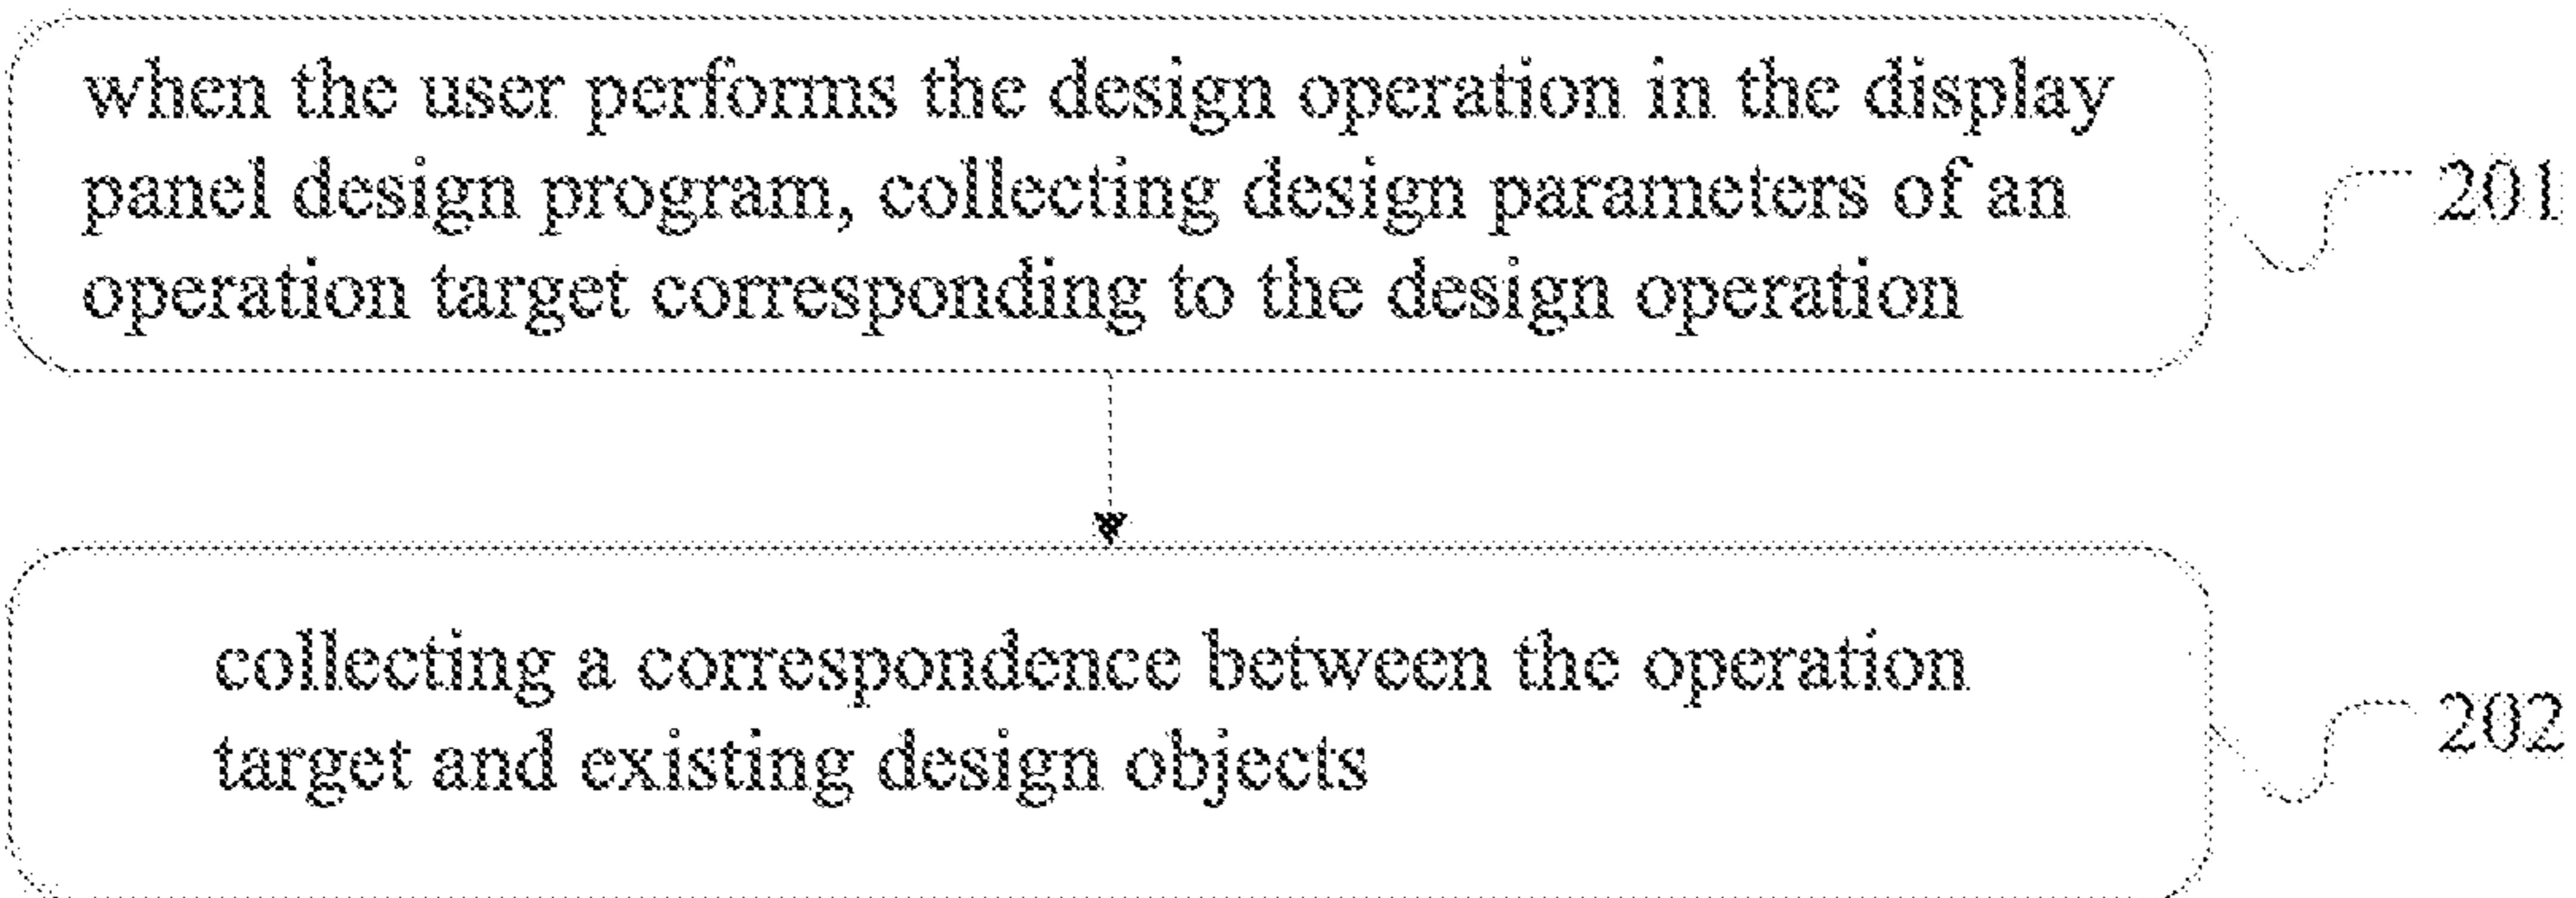 when the user performs the design operation in the display
panel design program, collecting design parameters of an
operation target corresponding to the design operation
201
collecting a correspondence between the operation
target and existing design objects
202